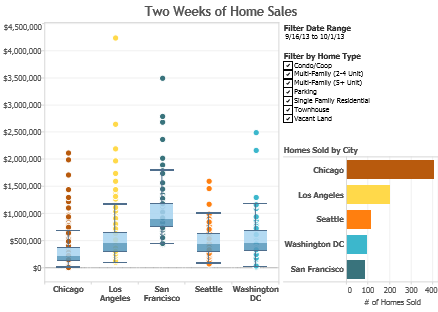 Two Weeks of Home Sales
$4,500,000
$4,000,000
$3,500,000
$3,000,000
$2,500,000
$2,000,000
$1,500,000
$1,000,000
$500,000
$0
Chicago
Los Angeles
San Francisco
Seattle
Washington DC
Filter Date Range
9/16/13 to 10/1/13
Filter by Home Type
Condo/Coop
Multi-Family (2-4 Unit)
Multi-Family (5+ Unit)
Parking
Single Family Residential
Townhouse
Vacant Land
Homes Sold by City
Chicago
Los Angeles
Seattle
Washington DC
San Francisco
0 100 200 300 400
# of Homes Sold